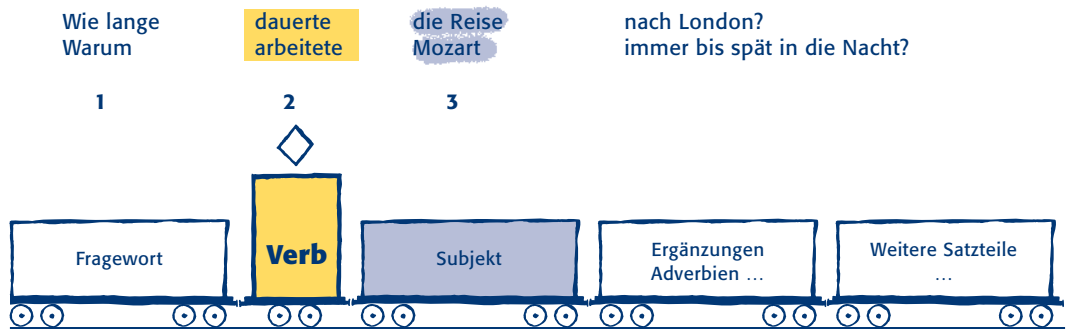 Wie lange dauerte die Reise nach London?
Warum arbeitete Mozart immer bis spät in die Nacht?
1 2 3
Fragewort Verb Subjekt Ergänzungen Weitere Satzteile
Adverbien ... ...